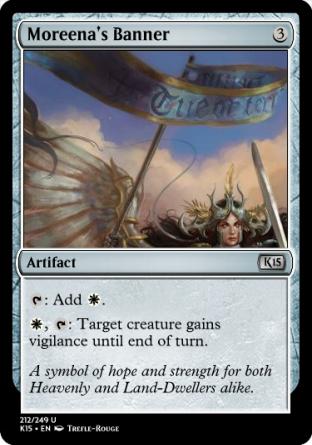 Moreena's Banner 3
Artifact K15
: Add .
, : Target creature gains
vigilance until end of turn.
A symbol of hope and strength for both
Heavenly and Land-Dwellers alike.
212/249 U
K15 • EN Trefle-Rouge